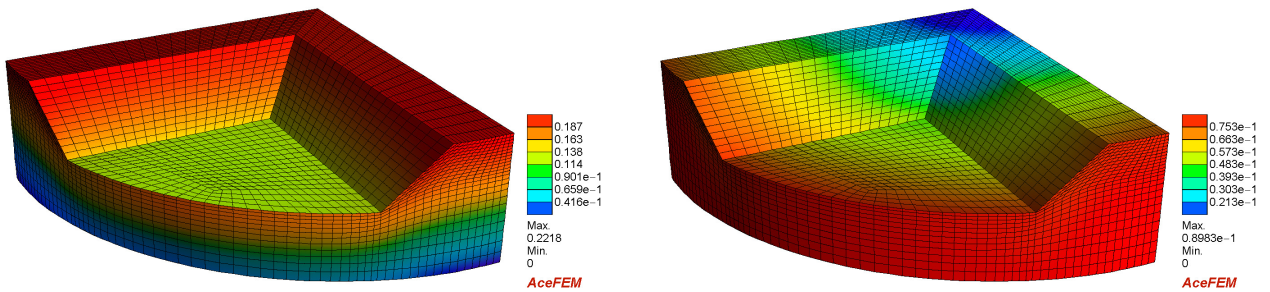 0.187
0.163
0.138
0.114
0.901e−1
0.659e−1
0.416e−1
Max.
0.2218
Min.
0
AceFEM
0.753e−1
0.663e−1
0.573e−1
0.483e−1
0.393e−1
0.303e−1
0.213e−1
Max.
0.8983e−1
Min.
0
AceFEM